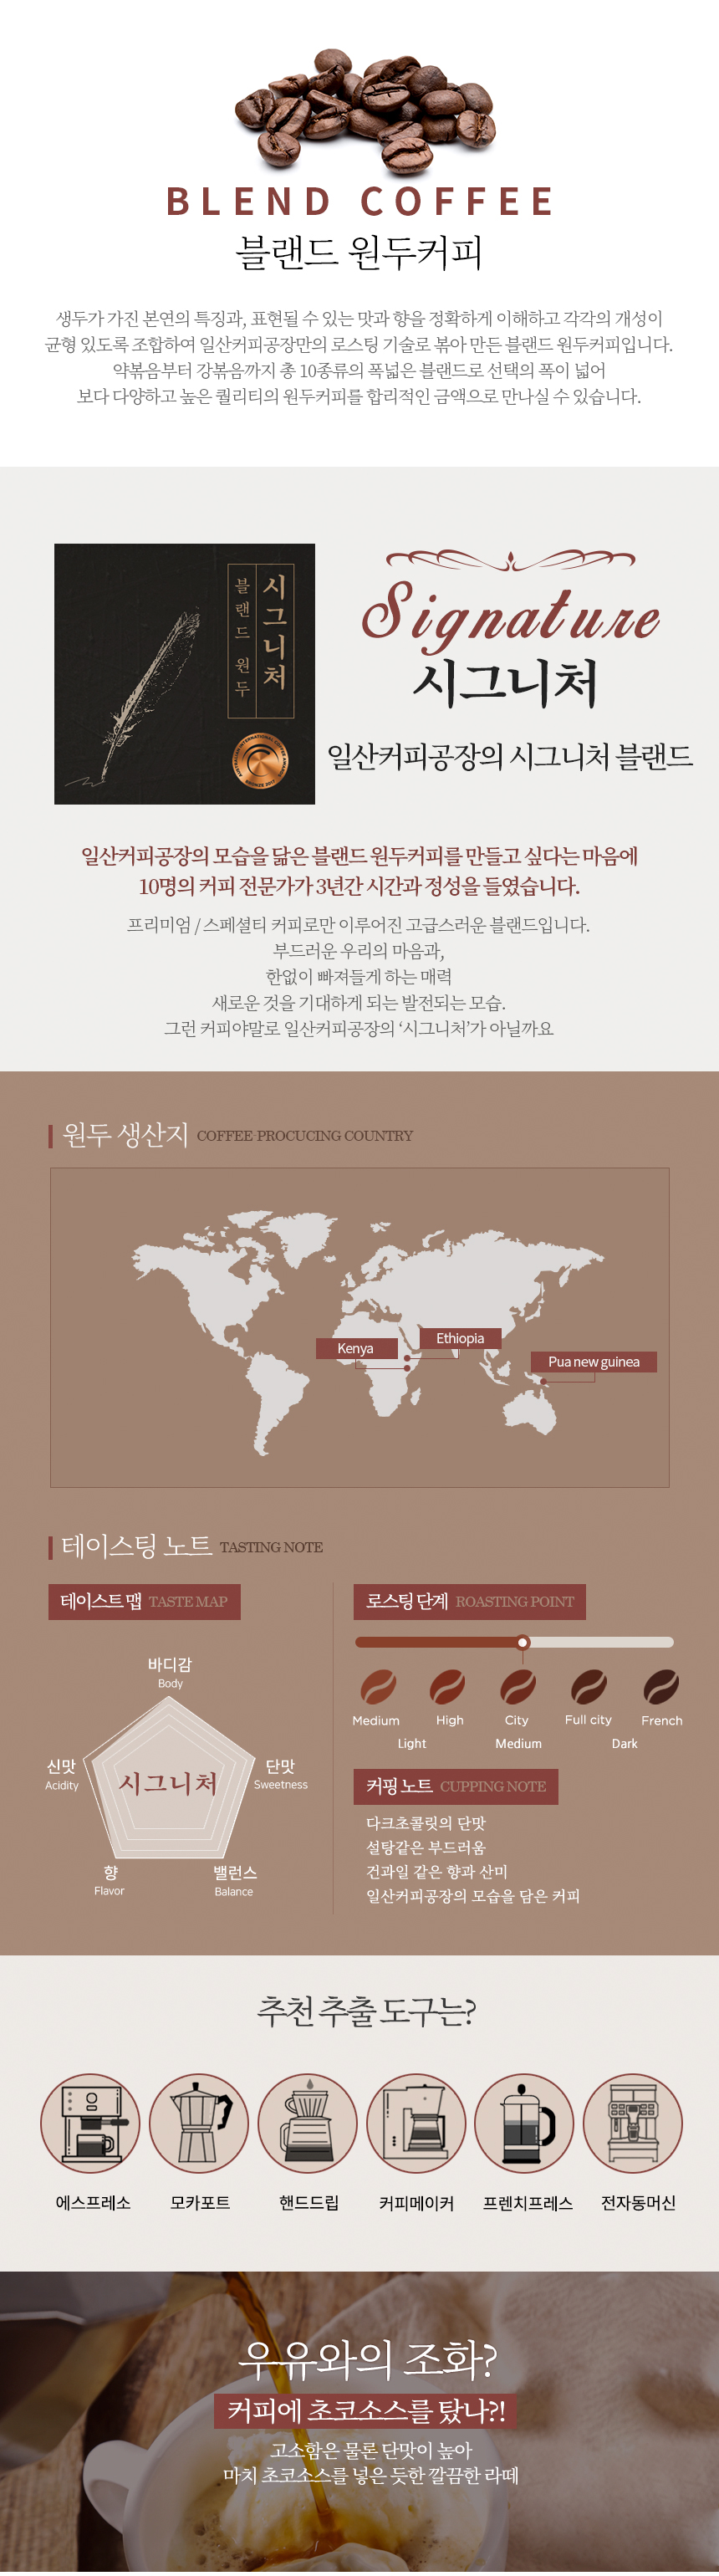 BLEND COFFEE
블랜드 원두커피
생두가 가진 본연의 특징과, 표현될 수 있는 맛과 향을 정확하게 이해하고 각각의 개성이
균형 있도록 조합하여 일산커피공장만의 로스팅 기술로 볶아 만든 블랜드 원두커피입니다.
약볶음부터 강볶음까지 총 10종류의 폭넓은 블랜드로 선택의 폭이 넓어
보다 다양하고 높은 퀄리티의 원두커피를 합리적인 금액으로 만나실 수 있습니다.
시그니처
블랜드 원두
AUSTRALIAN INTERNATIONAL COFFEE AWARDS
BRONZE 2017
Signature
시그니쳐
일산커피공장의 시그니처 블랜드
일산커피공장의 모습을 닮은 블랜드 원두커피를 만들고 싶다는 마음에
10명의 커피 전문가가 3년간 시간과 정성을 들였습니다.
프리미엄 / 스페셜티 커피로만 이루어진 고급스러운 블랜드입니다.
부드러운 우리의 마음과,
한없이 빠져들게 하는 매력
새로운 것을 기대하게 되는 발전되는 모습.
그런 커피야말로 일산커피공장의 ‘시그니처’가 아닐까요
원두 생산지 COFFEE-PROCUCING COUNTRY
Ethiopia
Kenya
Pua new guinea
테이스팅 노트 TASTING NOTE
테이스트 맵 TASTE MAP
바디감
Body
신맛
Acidity
단맛
Sweetness
시그니처
향
Flavor
밸런스
Balance
로스팅 단계 ROASTING POINT
Medium High City Full city French
Light Medium Dark
커핑 노트 CUPPING NOTE
다크초콜릿의 단맛
설탕같은 부드러움
건과일 같은 향과 산미
일산커피공장의 모습을 담은 커피
추천 추출 도구는?
에스프레소 모카포트 핸드드립 커피메이커 프렌치프레스 전자동머신
우유와의 조화?
커피에 초코소스를 탔나?!
고소함은 물론 단맛이 높아
마치 초코소스를 넣은 듯한 깔끔한 라떼